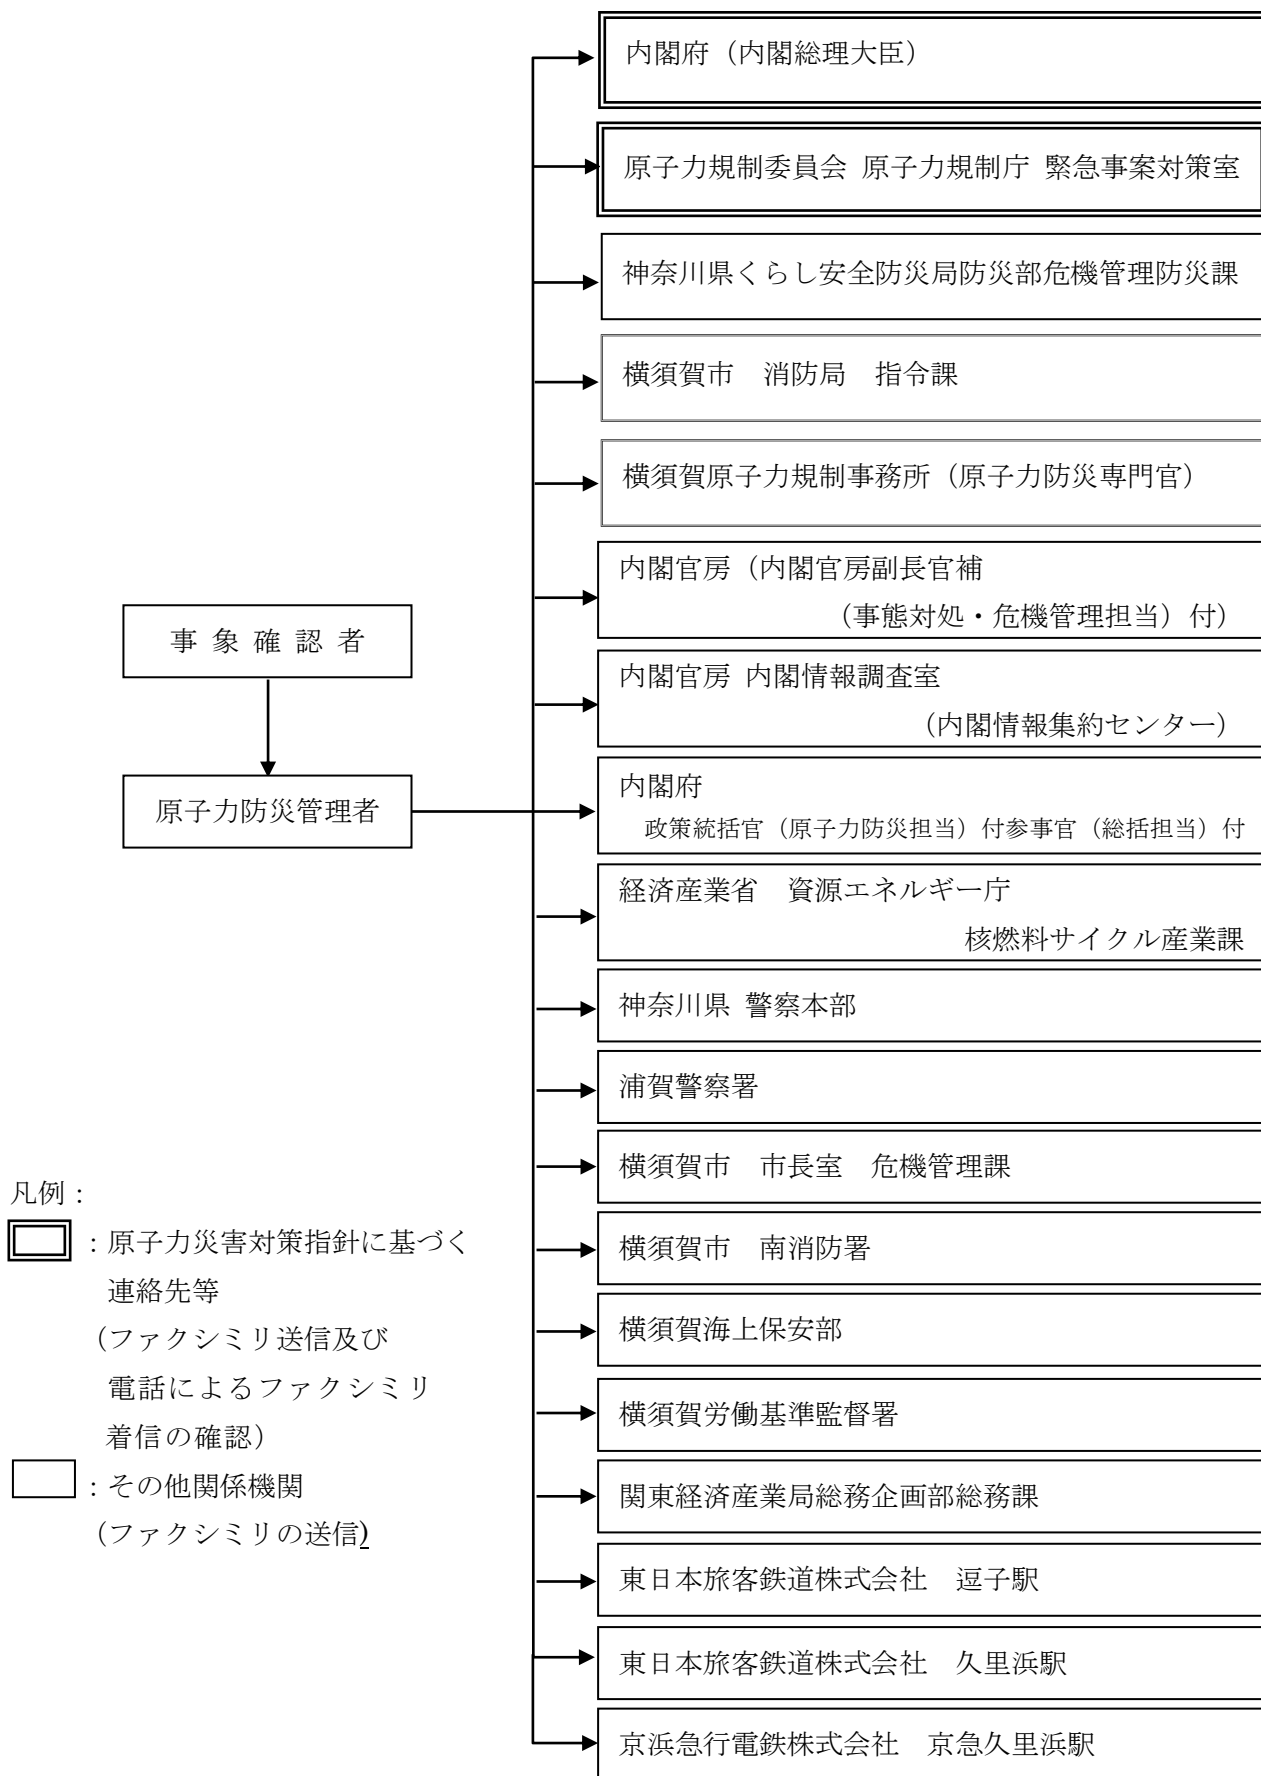 内閣府（内閣総理大臣）
原子力規制委員会 原子力規制庁 緊急事案対策室
神奈川県くらし安全防災局防災部危機管理防災課
横須賀市　消防局　指令課
横須賀原子力規制事務所（原子力防災専門官）
内閣官房（内閣官房副長官補
（事態対処・危機管理担当）付）
内閣官房 内閣情報調査室
（内閣情報集約センター）
内閣府
政策統括官（原子力防災担当）付参事官（総括担当）付
経済産業省　資源エネルギー庁
核燃料サイクル産業課
神奈川県 警察本部
浦賀警察署
横須賀市　市長室　危機管理課
横須賀市　南消防署
横須賀海上保安部
横須賀労働基準監督署
関東経済産業局総務企画部総務課
東日本旅客鉄道株式会社　逗子駅
東日本旅客鉄道株式会社　久里浜駅
京浜急行電鉄株式会社　京急久里浜駅
事 象 確 認 者
原子力防災管理者
凡例：
：原子力災害対策指針に基づく
連絡先等
（ファクシミリ送信及び
電話によるファクシミリ
着信の確認）
：その他関係機関
（ファクシミリの送信)